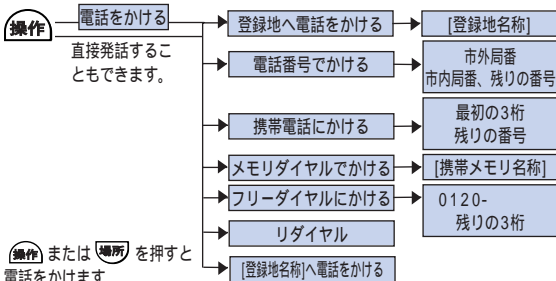 操作
電話をかける
直接発話するこ
ともできます。
登録地へ電話をかける
[登録地名称]
電話番号でかける
市外局番
市内局番、残りの番号
携帯電話にかける
最初の3桁
残りの番号
メモリダイヤルでかける
[携帯メモリ名称]
フリーダイヤルにかける
0120-
残りの3桁
リダイヤル
[登録地名称]へ電話をかける
操作 または 場所 を押すと
電話をかけます